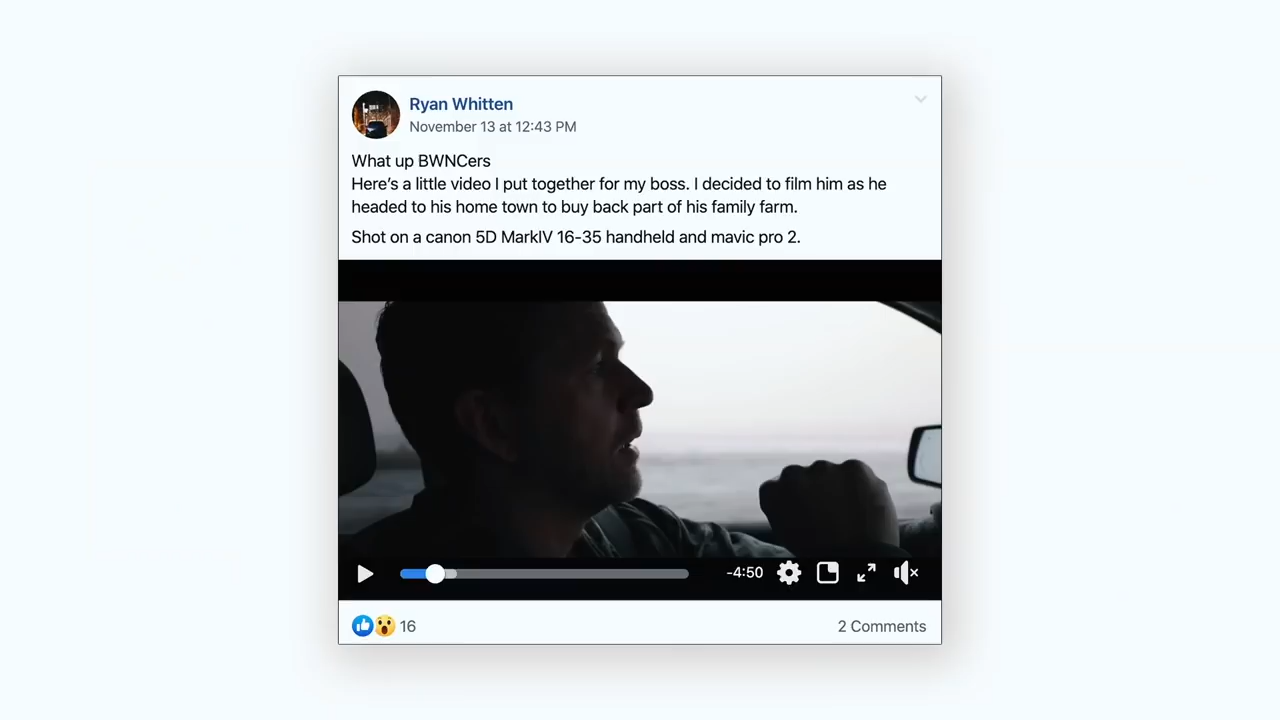 Ryan Whitten
November 13 at 12:43 PM
What up BWNCers
Here’s a little video I put together for my boss. I decided to film him as he
headed to his home town to buy back part of his family farm.
Shot on a canon 5D MarkIV 16-35 handheld and mavic pro 2.
-4:50
16
2 Comments